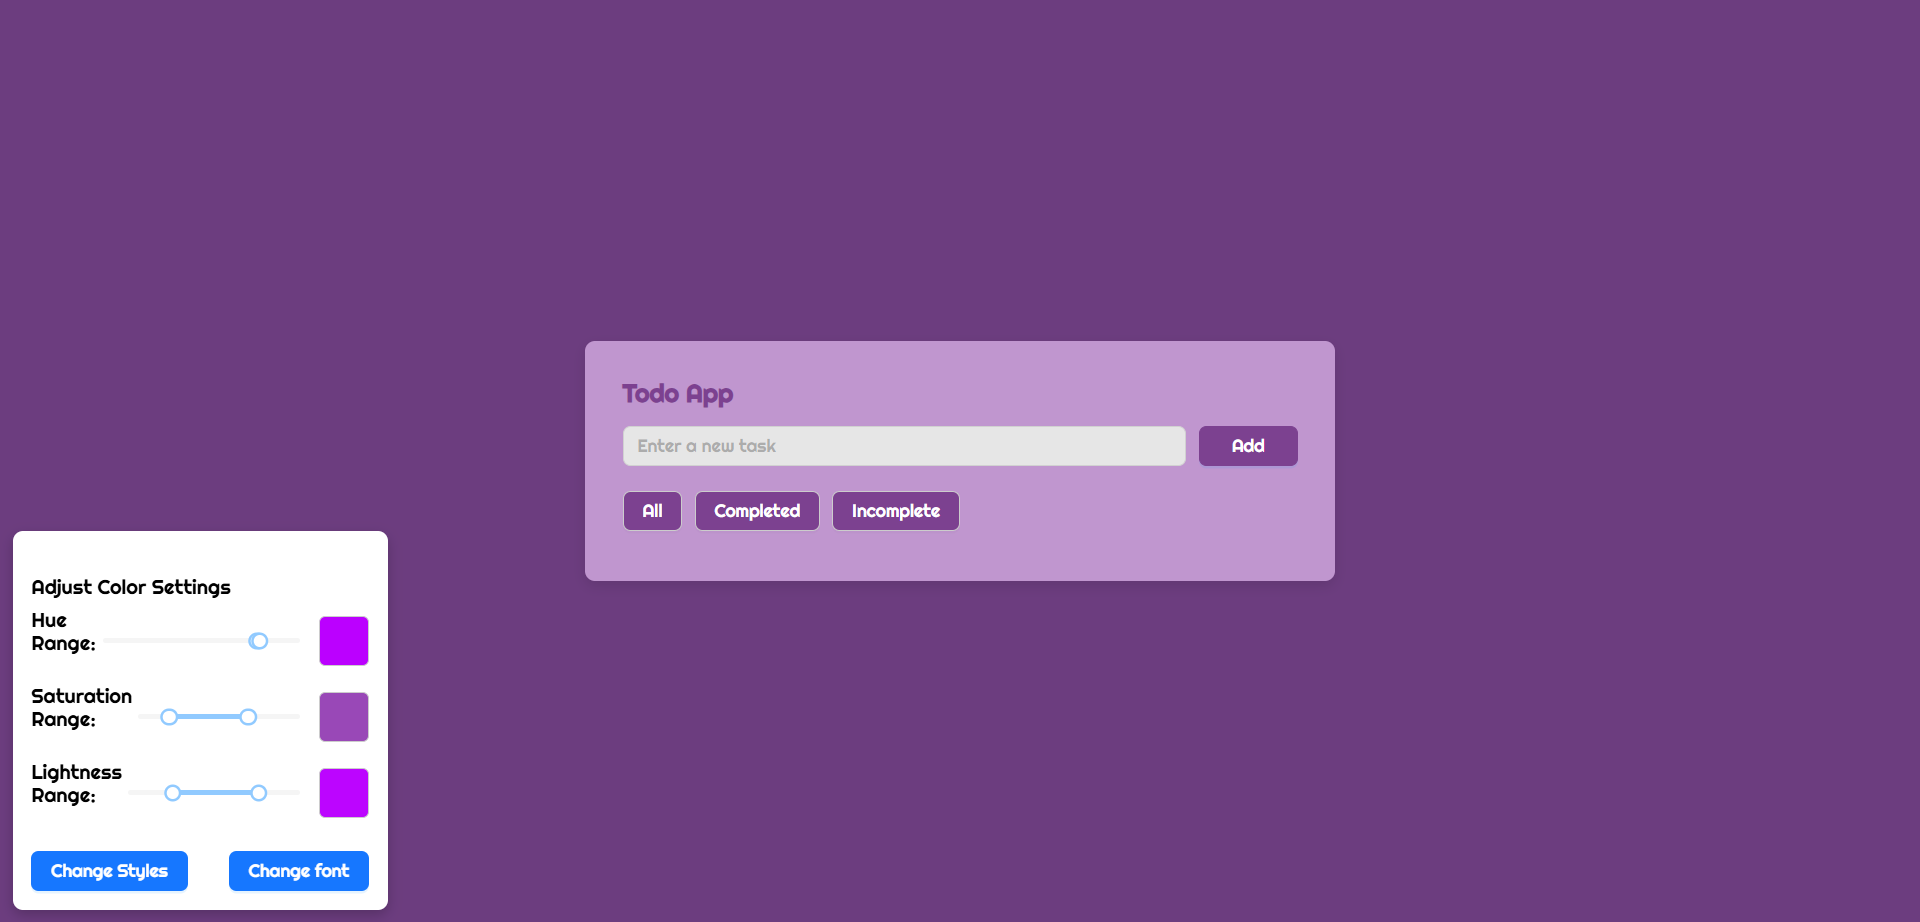 Todo App
Enter a new task
Add
All
Completed
Incomplete
Adjust Color Settings
Hue
Range:
Saturation
Range:
Lightness
Range:
Change Styles
Change font